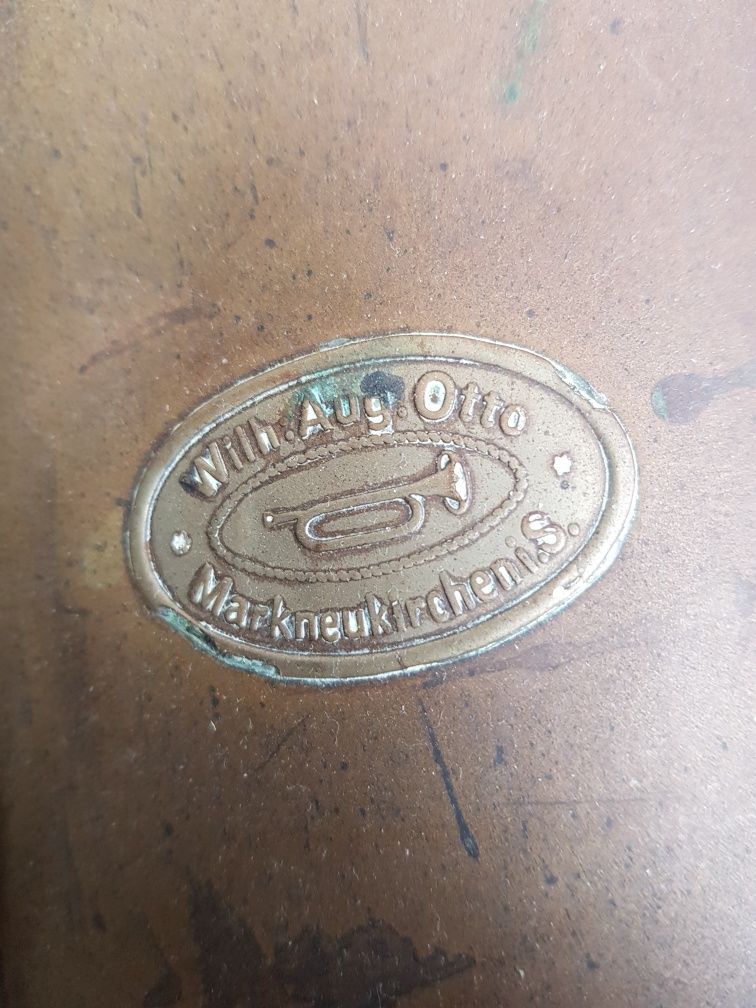 Wilh. Aug. Otto
Markneukirchen i. S.